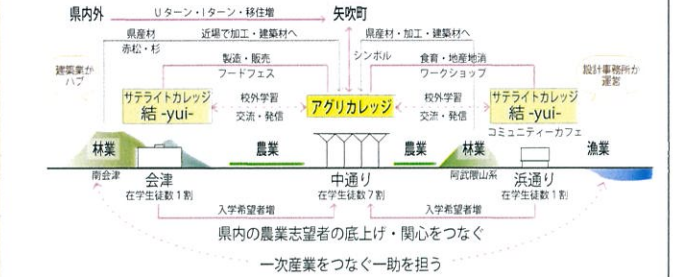 県内外
Uターン・Iターン・移住増
矢吹町
県産材
赤松・杉
近場で加工・建築材へ
県産材・加工・建築材へ
シンボル
製造・販売
フードフェス
食育・地産地消
ワークショップ
建築業が
ハブ
設計事務所が
運営
サテライトカレッジ
結 -yui-
校外学習
交流・発信
アグリカレッジ
校外学習
交流・発信
サテライトカレッジ
結 -yui-
コミュニティーカフェ
林業
農業
農業
林業
漁業
南会津
会津
在学生徒数1割
中通り
在学生徒数7割
阿武隈山系
浜通り
在学生徒数1割
入学希望者増
入学希望者増
県内の農業志望者の底上げ・関心をつなぐ
一次産業をつなぐ一助を担う